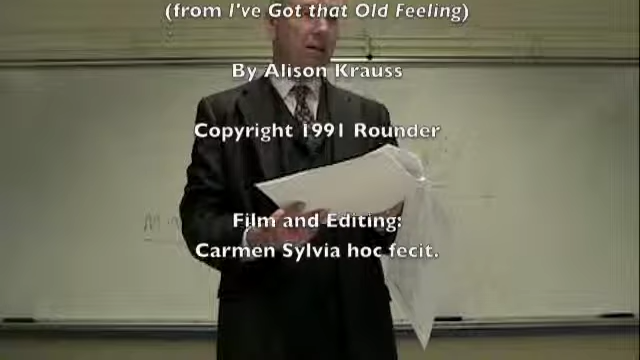 (from I've Got that Old Feeling)
By Alison Krauss
Copyright 1991 Rounder
Film and Editing:
Carmen Sylvia hoc fecit.